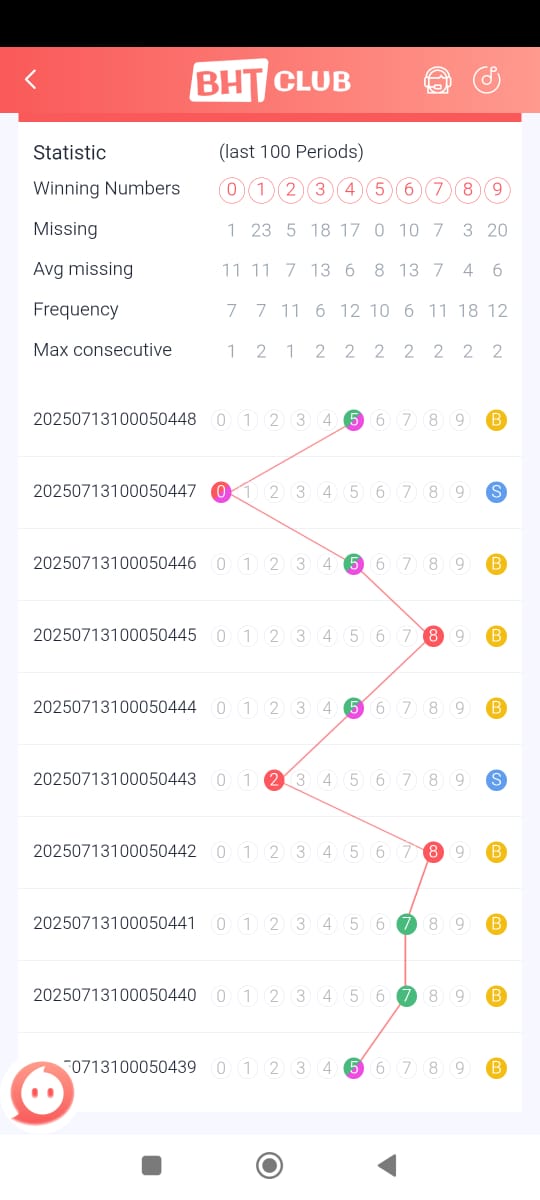 BHT CLUB
Statistic (last 100 Periods)
Winning Numbers 0 1 2 3 4 5 6 7 8 9
Missing 1 23 5 18 17 0 10 7 3 20
Avg missing 11 11 7 13 6 8 13 7 4 6
Frequency 7 7 11 6 12 10 6 11 18 12
Max consecutive 1 2 1 2 2 2 2 2 2 2
20250713100050448 0 1 2 3 4 5 6 7 8 9 B
20250713100050447 0 1 2 3 4 5 6 7 8 9 S
20250713100050446 0 1 2 3 4 5 6 7 8 9 B
20250713100050445 0 1 2 3 4 5 6 7 8 9 B
20250713100050444 0 1 2 3 4 5 6 7 8 9 B
20250713100050443 0 1 2 3 4 5 6 7 8 9 S
20250713100050442 0 1 2 3 4 5 6 7 8 9 B
20250713100050441 0 1 2 3 4 5 6 7 8 9 B
20250713100050440 0 1 2 3 4 5 6 7 8 9 B
0713100050439 0 1 2 3 4 5 6 7 8 9 B